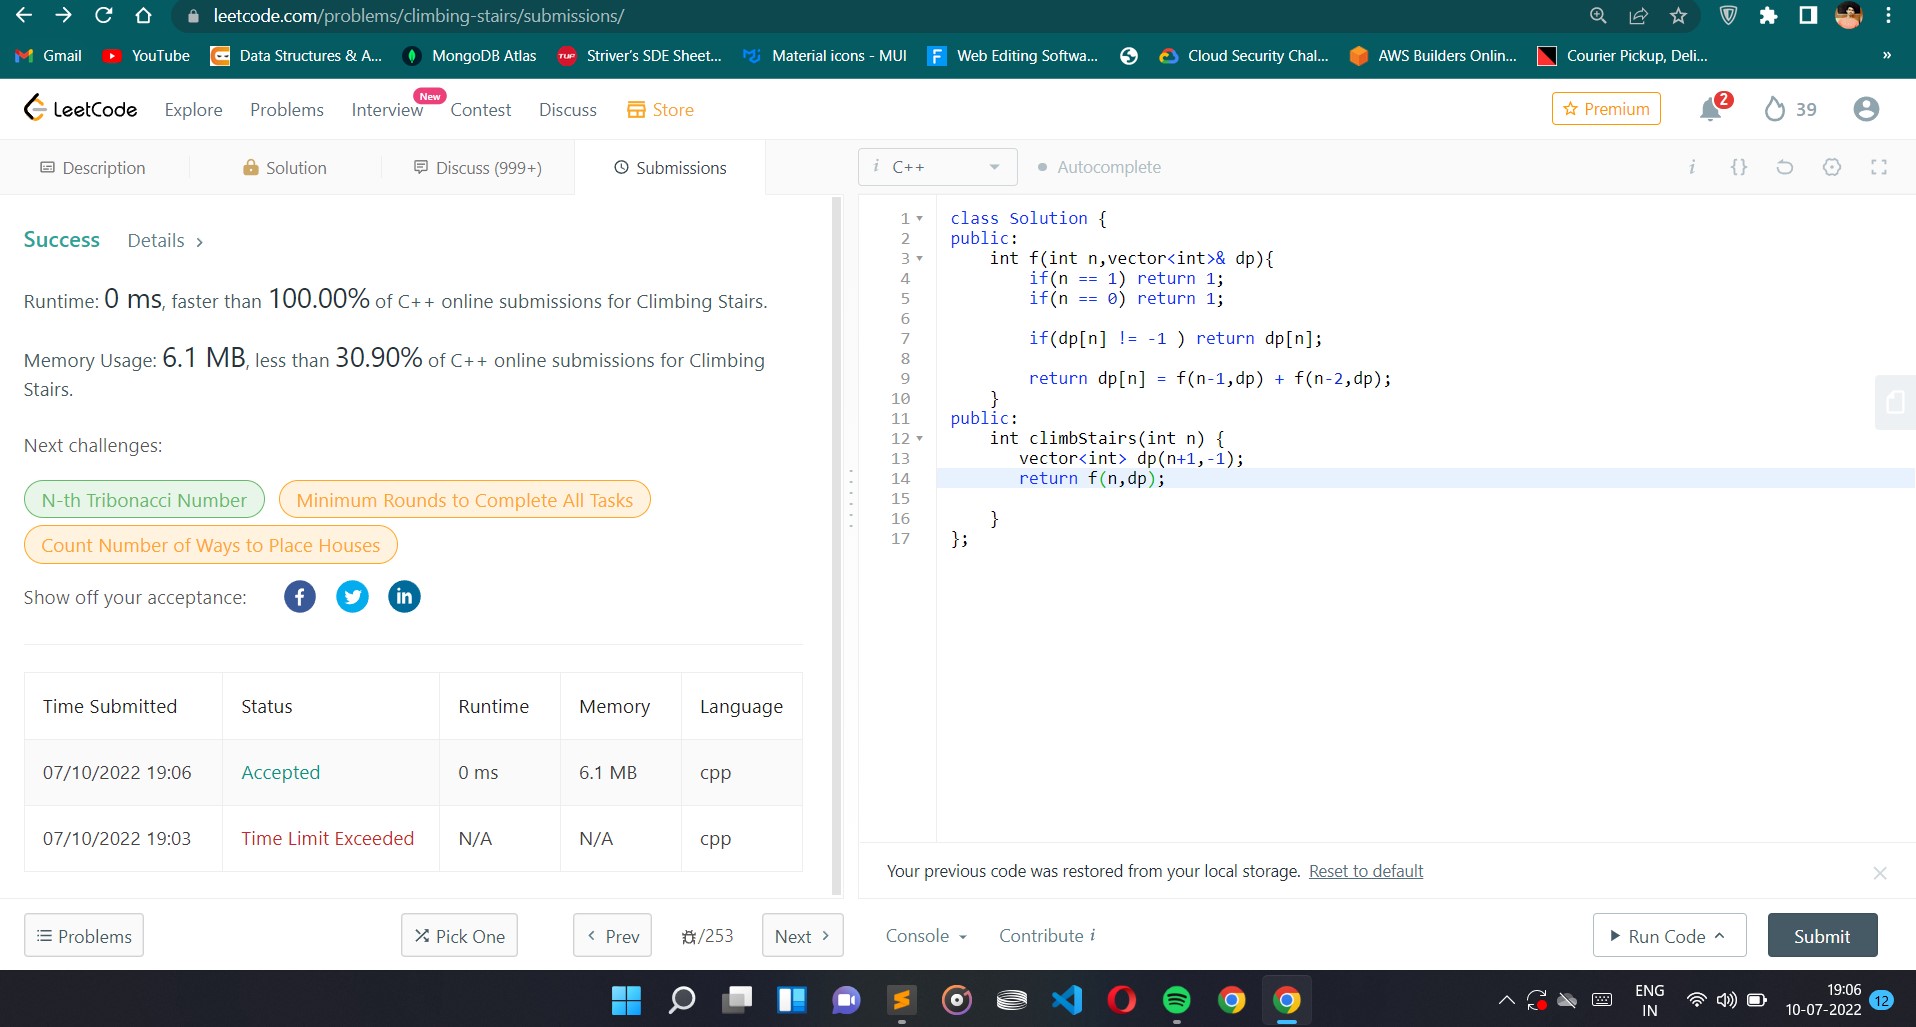 leetcode.com/problems/climbing-stairs/submissions/
Gmail YouTube Data Structures & A... MongoDB Atlas TUF Striver's SDE Sheet... Material icons - MUI F Web Editing Softwa... Cloud Security Chal... AWS Builders Onlin... Courier Pickup, Deli... »
LeetCode Explore Problems Interview New Contest Discuss Store Premium 2 39
Description Solution Discuss (999+) Submissions
i C++ Autocomplete i {}
Success Details >
Runtime: 0 ms, faster than 100.00% of C++ online submissions for Climbing Stairs.
Memory Usage: 6.1 MB, less than 30.90% of C++ online submissions for Climbing
Stairs.
Next challenges:
N-th Tribonacci Number Minimum Rounds to Complete All Tasks
Count Number of Ways to Place Houses
Show off your acceptance: f in
Time Submitted Status Runtime Memory Language
07/10/2022 19:06 Accepted 0 ms 6.1 MB cpp
07/10/2022 19:03 Time Limit Exceeded N/A N/A cpp
1 class Solution {
2 public:
3 int f(int n,vector<int>& dp){
4 if(n == 1) return 1;
5 if(n == 0) return 1;
6
7 if(dp[n] != -1 ) return dp[n];
8
9 return dp[n] = f(n-1,dp) + f(n-2,dp);
10 }
11 public:
12 int climbStairs(int n) {
13 vector<int> dp(n+1,-1);
14 return f(n,dp);
15
16 }
17 };
Your previous code was restored from your local storage. Reset to default
Problems Pick One < Prev /253 Next > Console Contribute i Run Code Submit
ENG
IN
19:06
10-07-2022
12